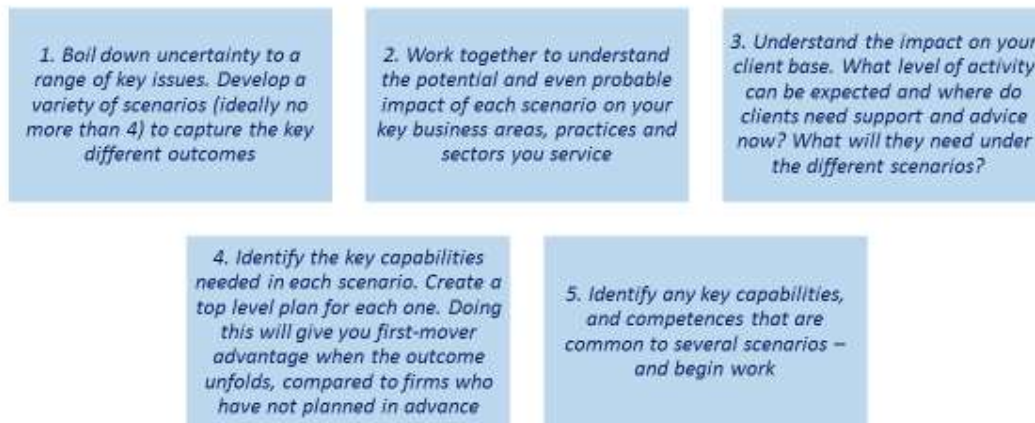 1. Boil down uncertainty to a
range of key issues. Develop a
variety of scenarios (ideally no
more than 4) to capture the key
different outcomes
2. Work together to understand
the potential and even probable
impact of each scenario on your
key business areas, practices and
sectors you service
3. Understand the impact on your
client base. What level of activity
can be expected and where do
clients need support and advice
now? What will they need under
the different scenarios?
4. Identify the key capabilities
needed in each scenario. Create a
top level plan for each one. Doing
this will give you first-mover
advantage when the outcome
unfolds, compared to firms who
have not planned in advance
5. Identify any key capabilities,
and competences that are
common to several scenarios –
and begin work